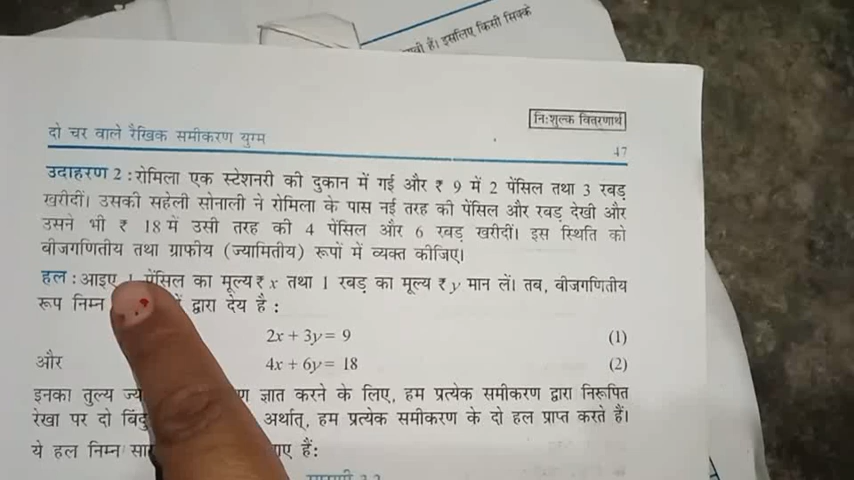 रखती हैं। इसलिए किसी सिक्के
निःशुल्क वितरणार्थ
दो चर वाले रैखिक समीकरण युग्म
47
उदाहरण 2 : रोमिला एक स्टेशनरी की दुकान में गई और ₹ 9 में 2 पेंसिल तथा 3 रबड़
खरीदीं। उसकी सहेली सोनाली ने रोमिला के पास नई तरह की पेंसिल और रबड़ देखी और
उसने भी ₹ 18 में उसी तरह की 4 पेंसिल और 6 रबड़ खरीदीं। इस स्थिति को
बीजगणितीय तथा ग्राफीय (ज्यामितीय) रूपों में व्यक्त कीजिए।
हल : आइए 1 पेंसिल का मूल्य ₹ x तथा 1 रबड़ का मूल्य ₹ y मान लें। तब, बीजगणितीय
रूप निम्न द्वारा देय है :
2x + 3y = 9 (1)
और 4x + 6y = 18 (2)
इनका तुल्य ज्ञात करने के लिए, हम प्रत्येक समीकरण द्वारा निरूपित
रेखा पर दो बिंदु अर्थात्, हम प्रत्येक समीकरण के दो हल प्राप्त करते हैं।
ये हल निम्न हैं: